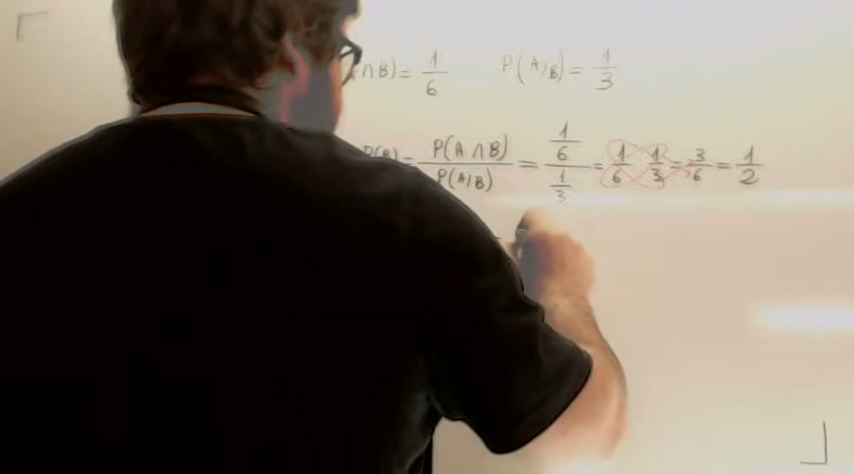 ∩ B) = 1/6 P(A/B) = 1/3
P(B) = P(A ∩ B)/P(A/B) = (1/6)/(1/3) = 1/6 1/3 = 3/6 = 1/2